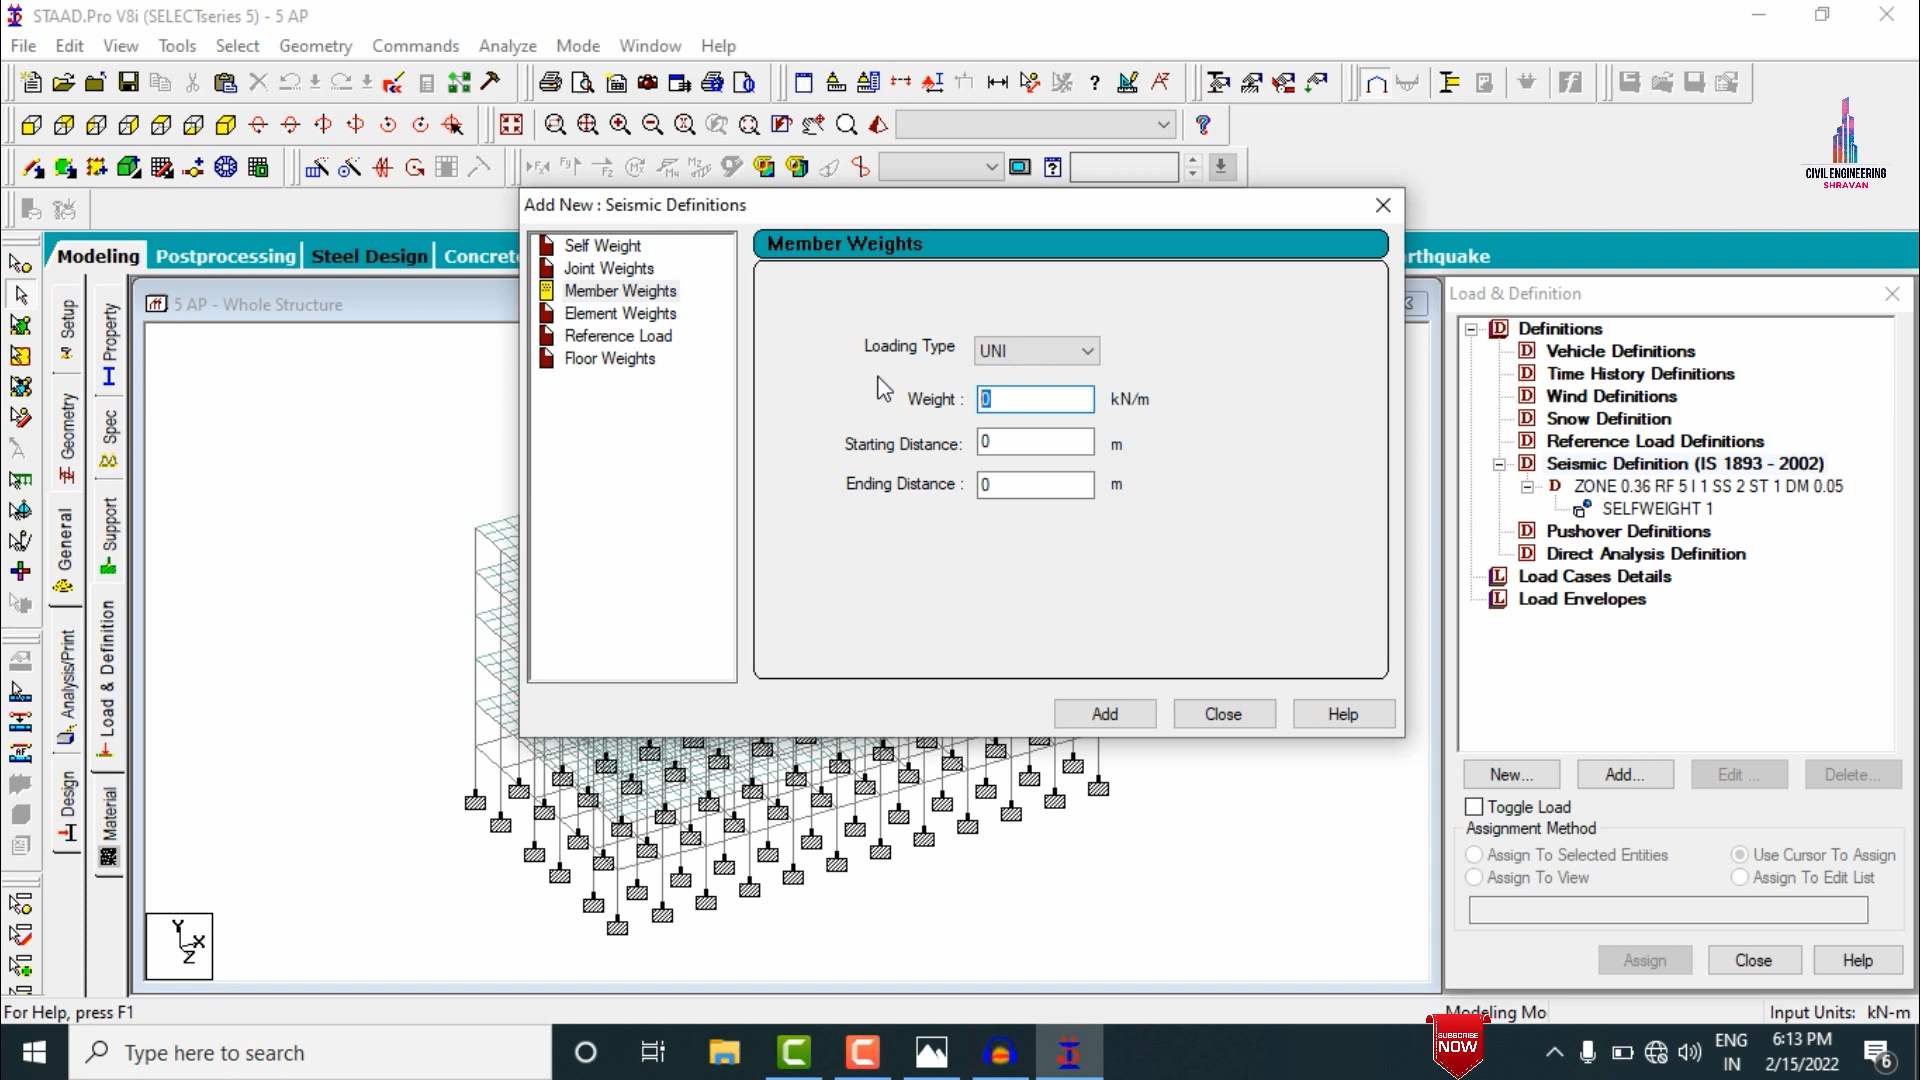 STAAD.Pro V8i (SELECTseries 5) - 5 AP
File Edit View Tools Select Geometry Commands Analyze Mode Window Help
CIVIL ENGINEERING
SHRAVAN
Modeling Postprocessing Steel Design Concrete
rthquake
5 AP - Whole Structure
Setup
Geometry
General
Analysis/Print
Design
Property
Spec
Support
Load & Definition
Material
Add New : Seismic Definitions
Self Weight
Joint Weights
Member Weights
Element Weights
Reference Load
Floor Weights
Member Weights
Loading Type UNI
Weight : 0 kN/m
Starting Distance: 0 m
Ending Distance : 0 m
Add Close Help
Load & Definition
Definitions
Vehicle Definitions
Time History Definitions
Wind Definitions
Snow Definition
Reference Load Definitions
Seismic Definition (IS 1893 - 2002)
ZONE 0.36 RF 5 I 1 SS 2 ST 1 DM 0.05
SELFWEIGHT 1
Pushover Definitions
Direct Analysis Definition
Load Cases Details
Load Envelopes
New... Add... Edit ... Delete...
Toggle Load
Assignment Method
Assign To Selected Entities Use Cursor To Assign
Assign To View Assign To Edit List
Assign Close Help
Y
X
Z
For Help, press F1
Modeling Mo
Input Units: kN-m
SUBSCRIBE
NOW
Type here to search
ENG
IN
6:13 PM
2/15/2022
6